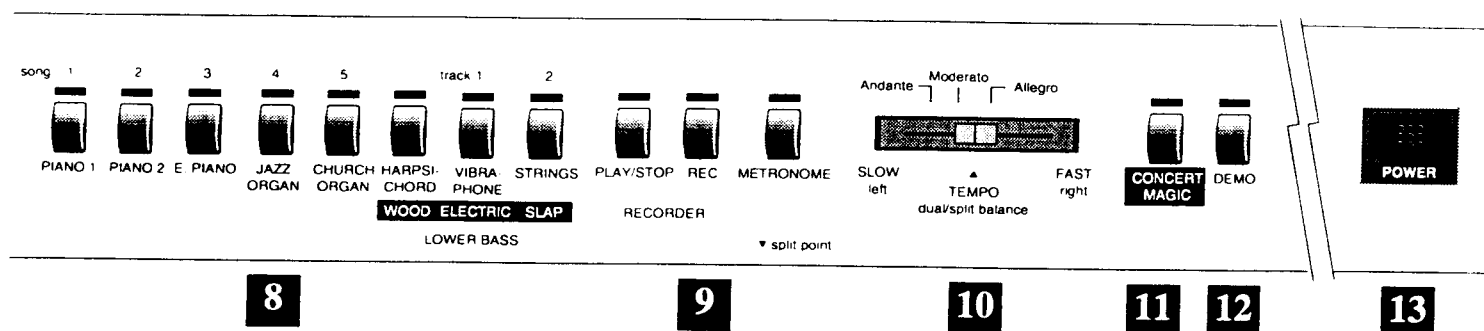 song 1 2 3 4 5 track 1 2
Andante Moderato Allegro
PIANO 1 PIANO 2 E. PIANO JAZZ ORGAN CHURCH ORGAN HARPSI-CHORD VIBRA-PHONE STRINGS PLAY/STOP REC METRONOME
SLOW left TEMPO dual/split balance FAST right
CONCERT MAGIC DEMO POWER
WOOD ELECTRIC SLAP RECORDER
LOWER BASS ▼ split point
8 9 10 11 12 13